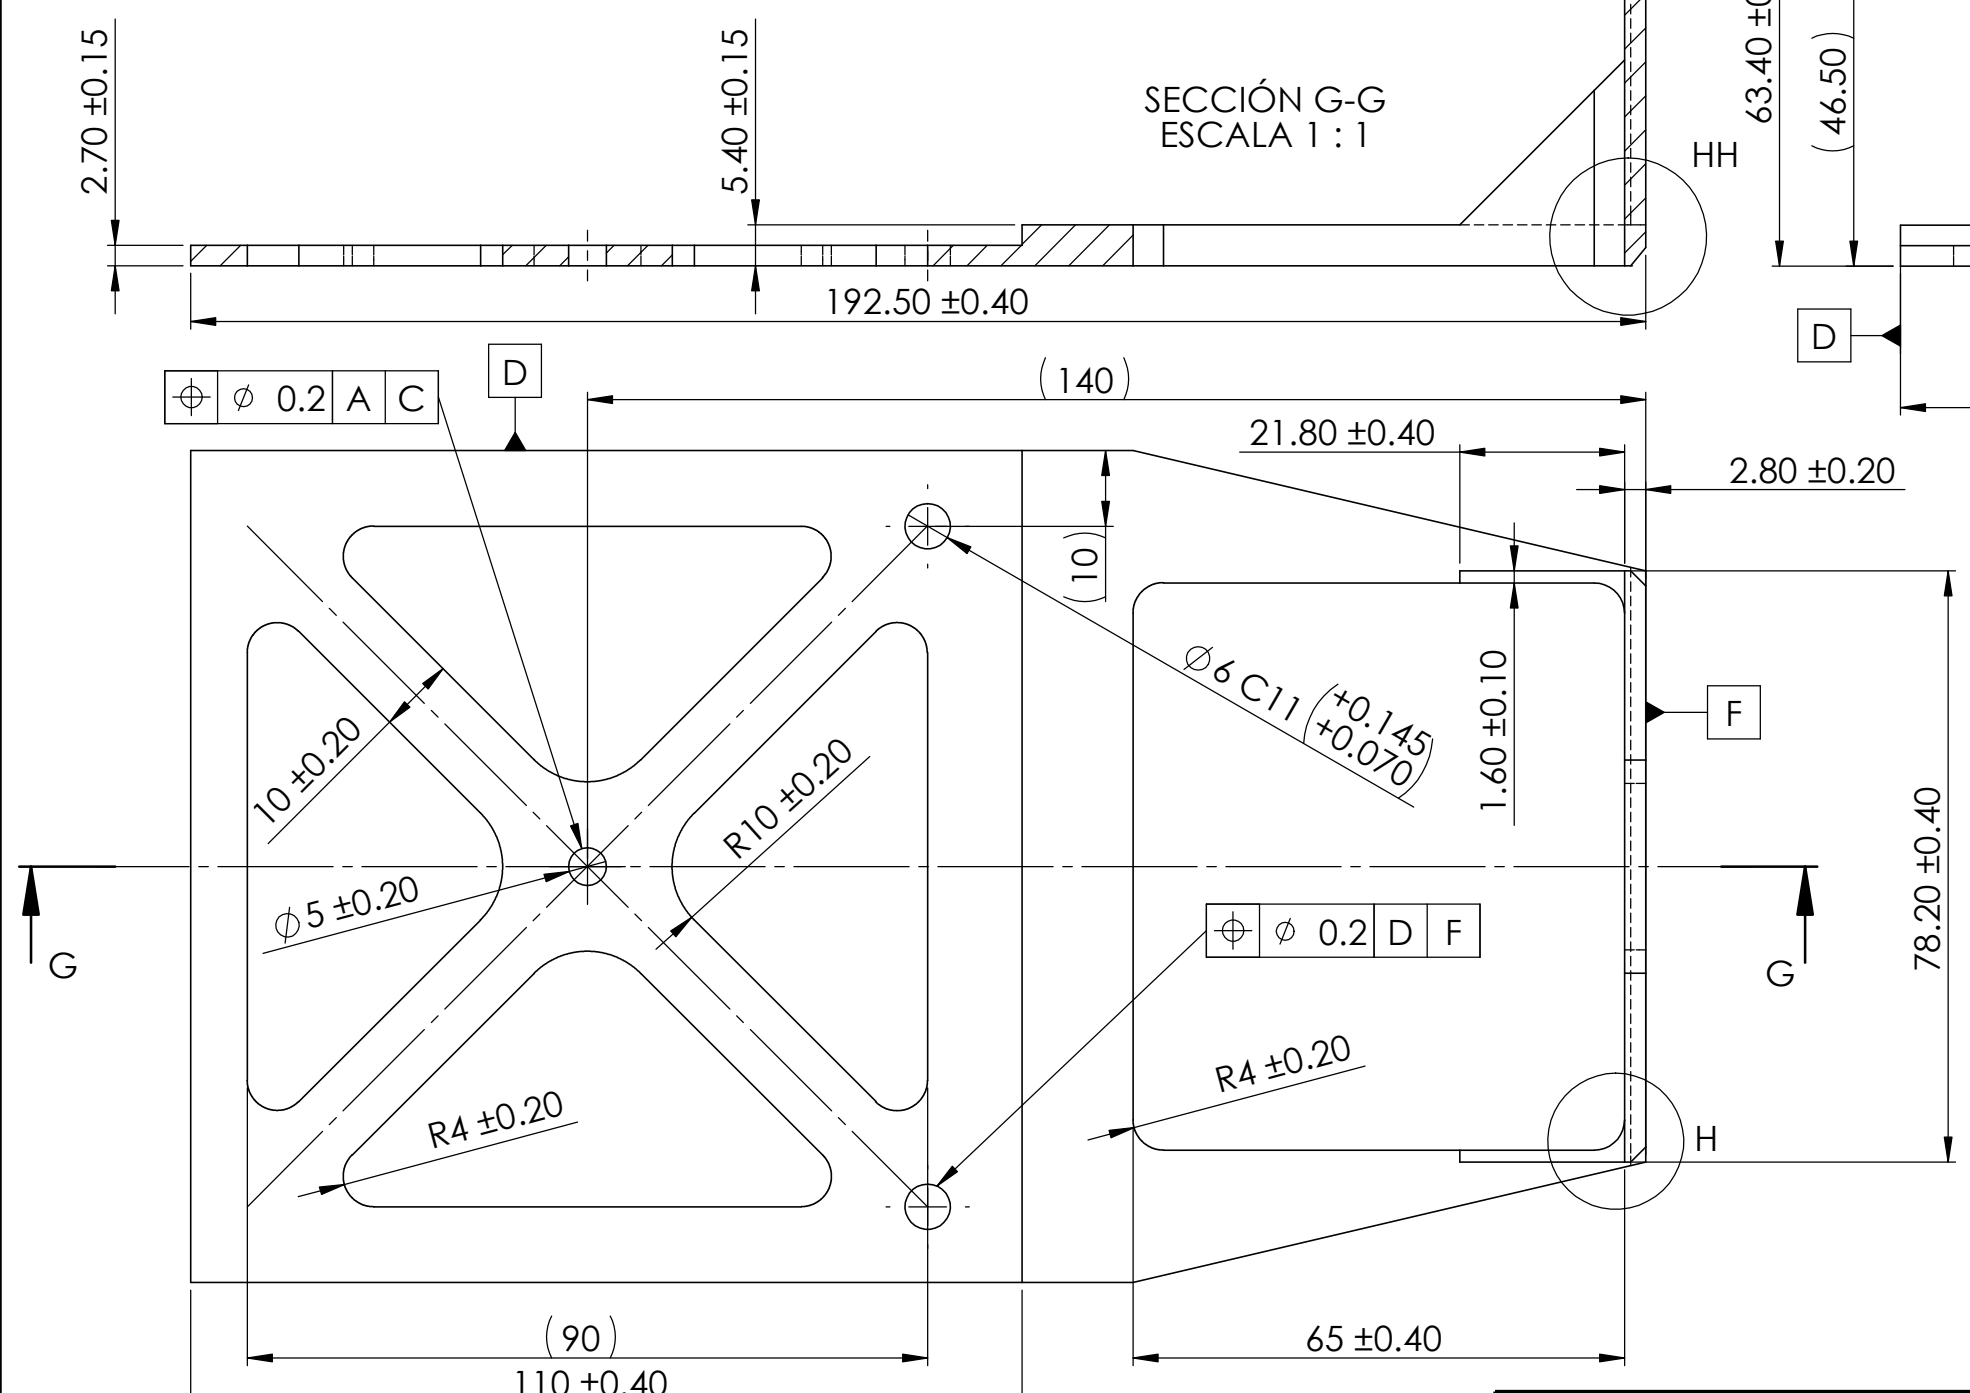 2.70 ±0.15
5.40 ±0.15
SECCIÓN G-G
ESCALA 1 : 1
63.40 ±0
(46.50)
HH
192.50 ±0.40
D
⌖ ⌀ 0.2 A C
D
(140)
21.80 ±0.40
2.80 ±0.20
(10)
⌀6 C11 (+0.145 
+0.070)
1.60 ±0.10
F
10 ±0.20
R10 ±0.20
⌀5 ±0.20
78.20 ±0.40
⌖ ⌀ 0.2 D F
G
G
R4 ±0.20
R4 ±0.20
H
(90)
65 ±0.40
110 ±0.40